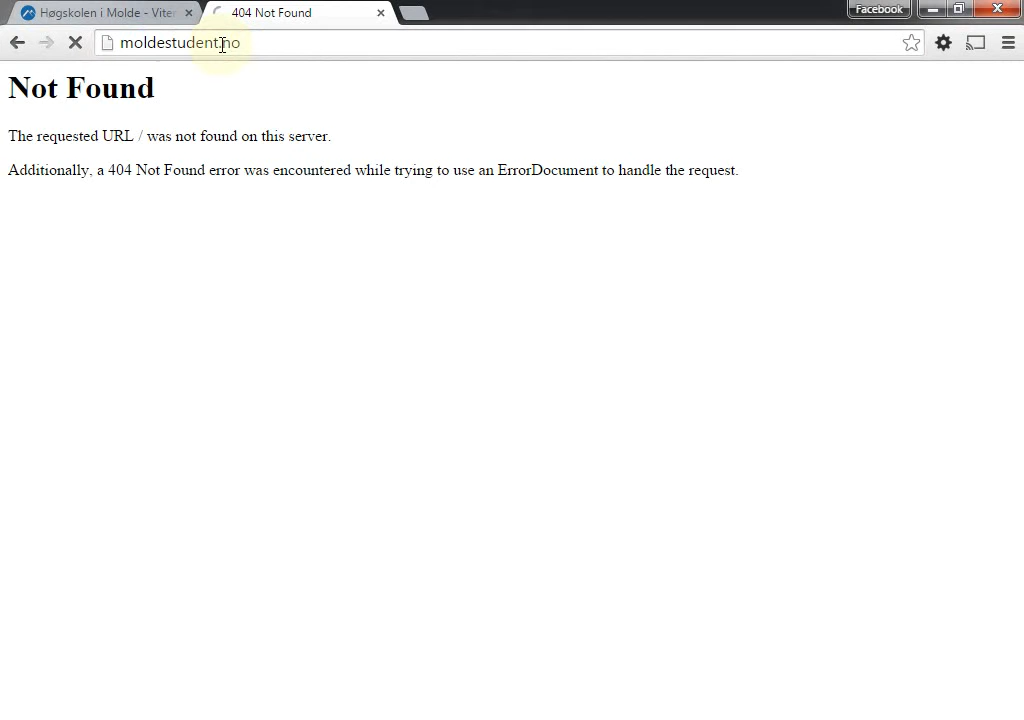 Høgskolen i Molde - Viter
404 Not Found
Facebook
moldestudent.no
Not Found
The requested URL / was not found on this server.
Additionally, a 404 Not Found error was encountered while trying to use an ErrorDocument to handle the request.